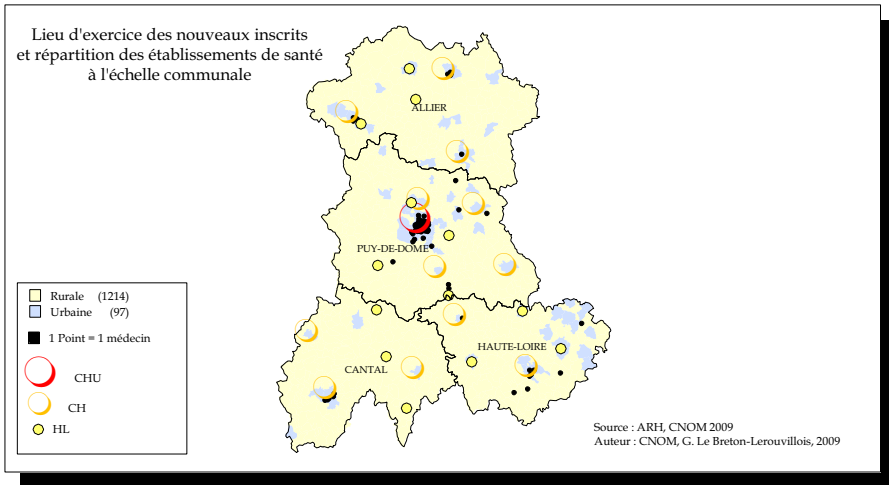 Lieu d'exercice des nouveaux inscrits
et répartition des établissements de santé
à l'échelle communale
ALLIER
PUY-DE-DOME
HAUTE-LOIRE
CANTAL
Rurale (1214)
Urbaine (97)
1 Point = 1 médecin
CHU
CH
HL
Source : ARH, CNOM 2009
Auteur : CNOM, G. Le Breton-Lerouvillois, 2009